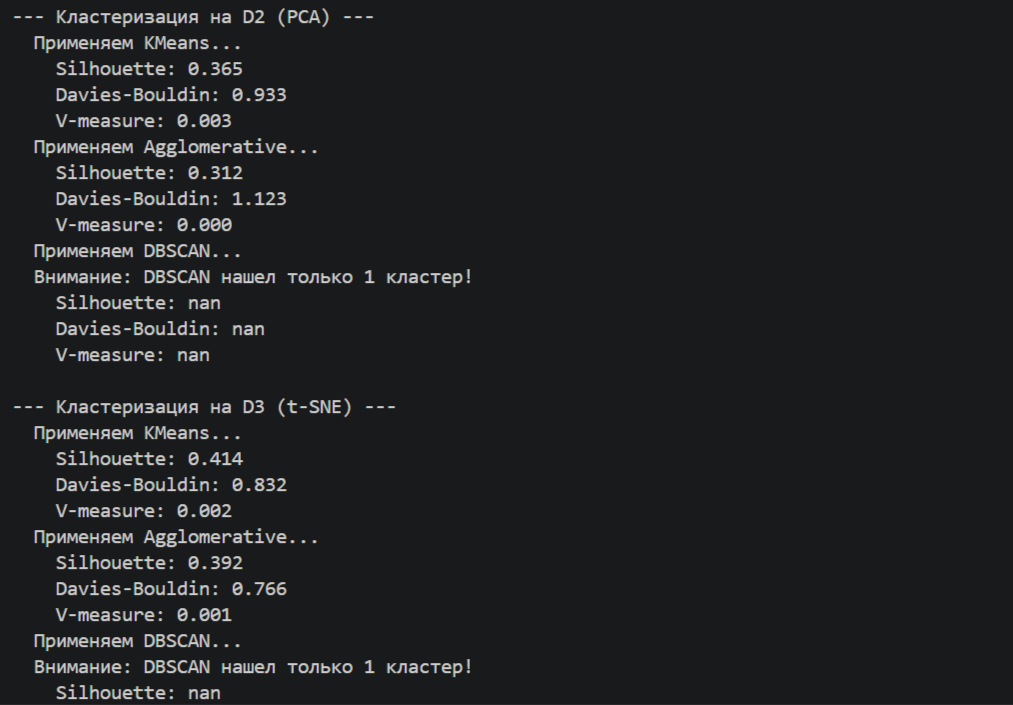 --- Кластеризация на D2 (PCA) ---
Применяем KMeans...
Silhouette: 0.365
Davies-Bouldin: 0.933
V-measure: 0.003
Применяем Agglomerative...
Silhouette: 0.312
Davies-Bouldin: 1.123
V-measure: 0.000
Применяем DBSCAN...
Внимание: DBSCAN нашел только 1 кластер!
Silhouette: nan
Davies-Bouldin: nan
V-measure: nan
--- Кластеризация на D3 (t-SNE) ---
Применяем KMeans...
Silhouette: 0.414
Davies-Bouldin: 0.832
V-measure: 0.002
Применяем Agglomerative...
Silhouette: 0.392
Davies-Bouldin: 0.766
V-measure: 0.001
Применяем DBSCAN...
Внимание: DBSCAN нашел только 1 кластер!
Silhouette: nan